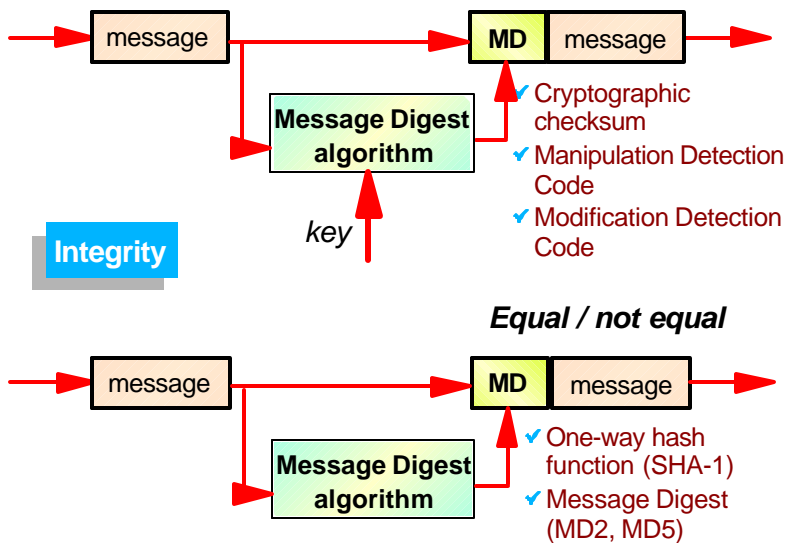 message
MD
message
Message Digest
algorithm
Cryptographic
checksum
Manipulation Detection
Code
Modification Detection
Code
key
Integrity
Equal / not equal
message
MD
message
Message Digest
algorithm
One-way hash
function (SHA-1)
Message Digest
(MD2, MD5)